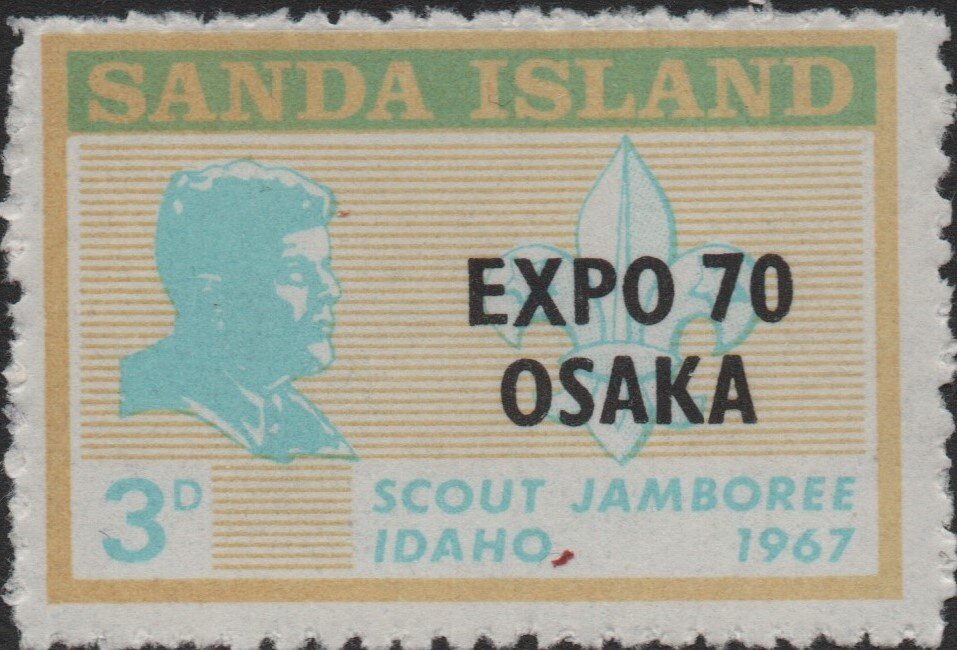 SANDA ISLAND
EXPO 70
OSAKA
3D
SCOUT JAMBOREE
IDAHO, 1967